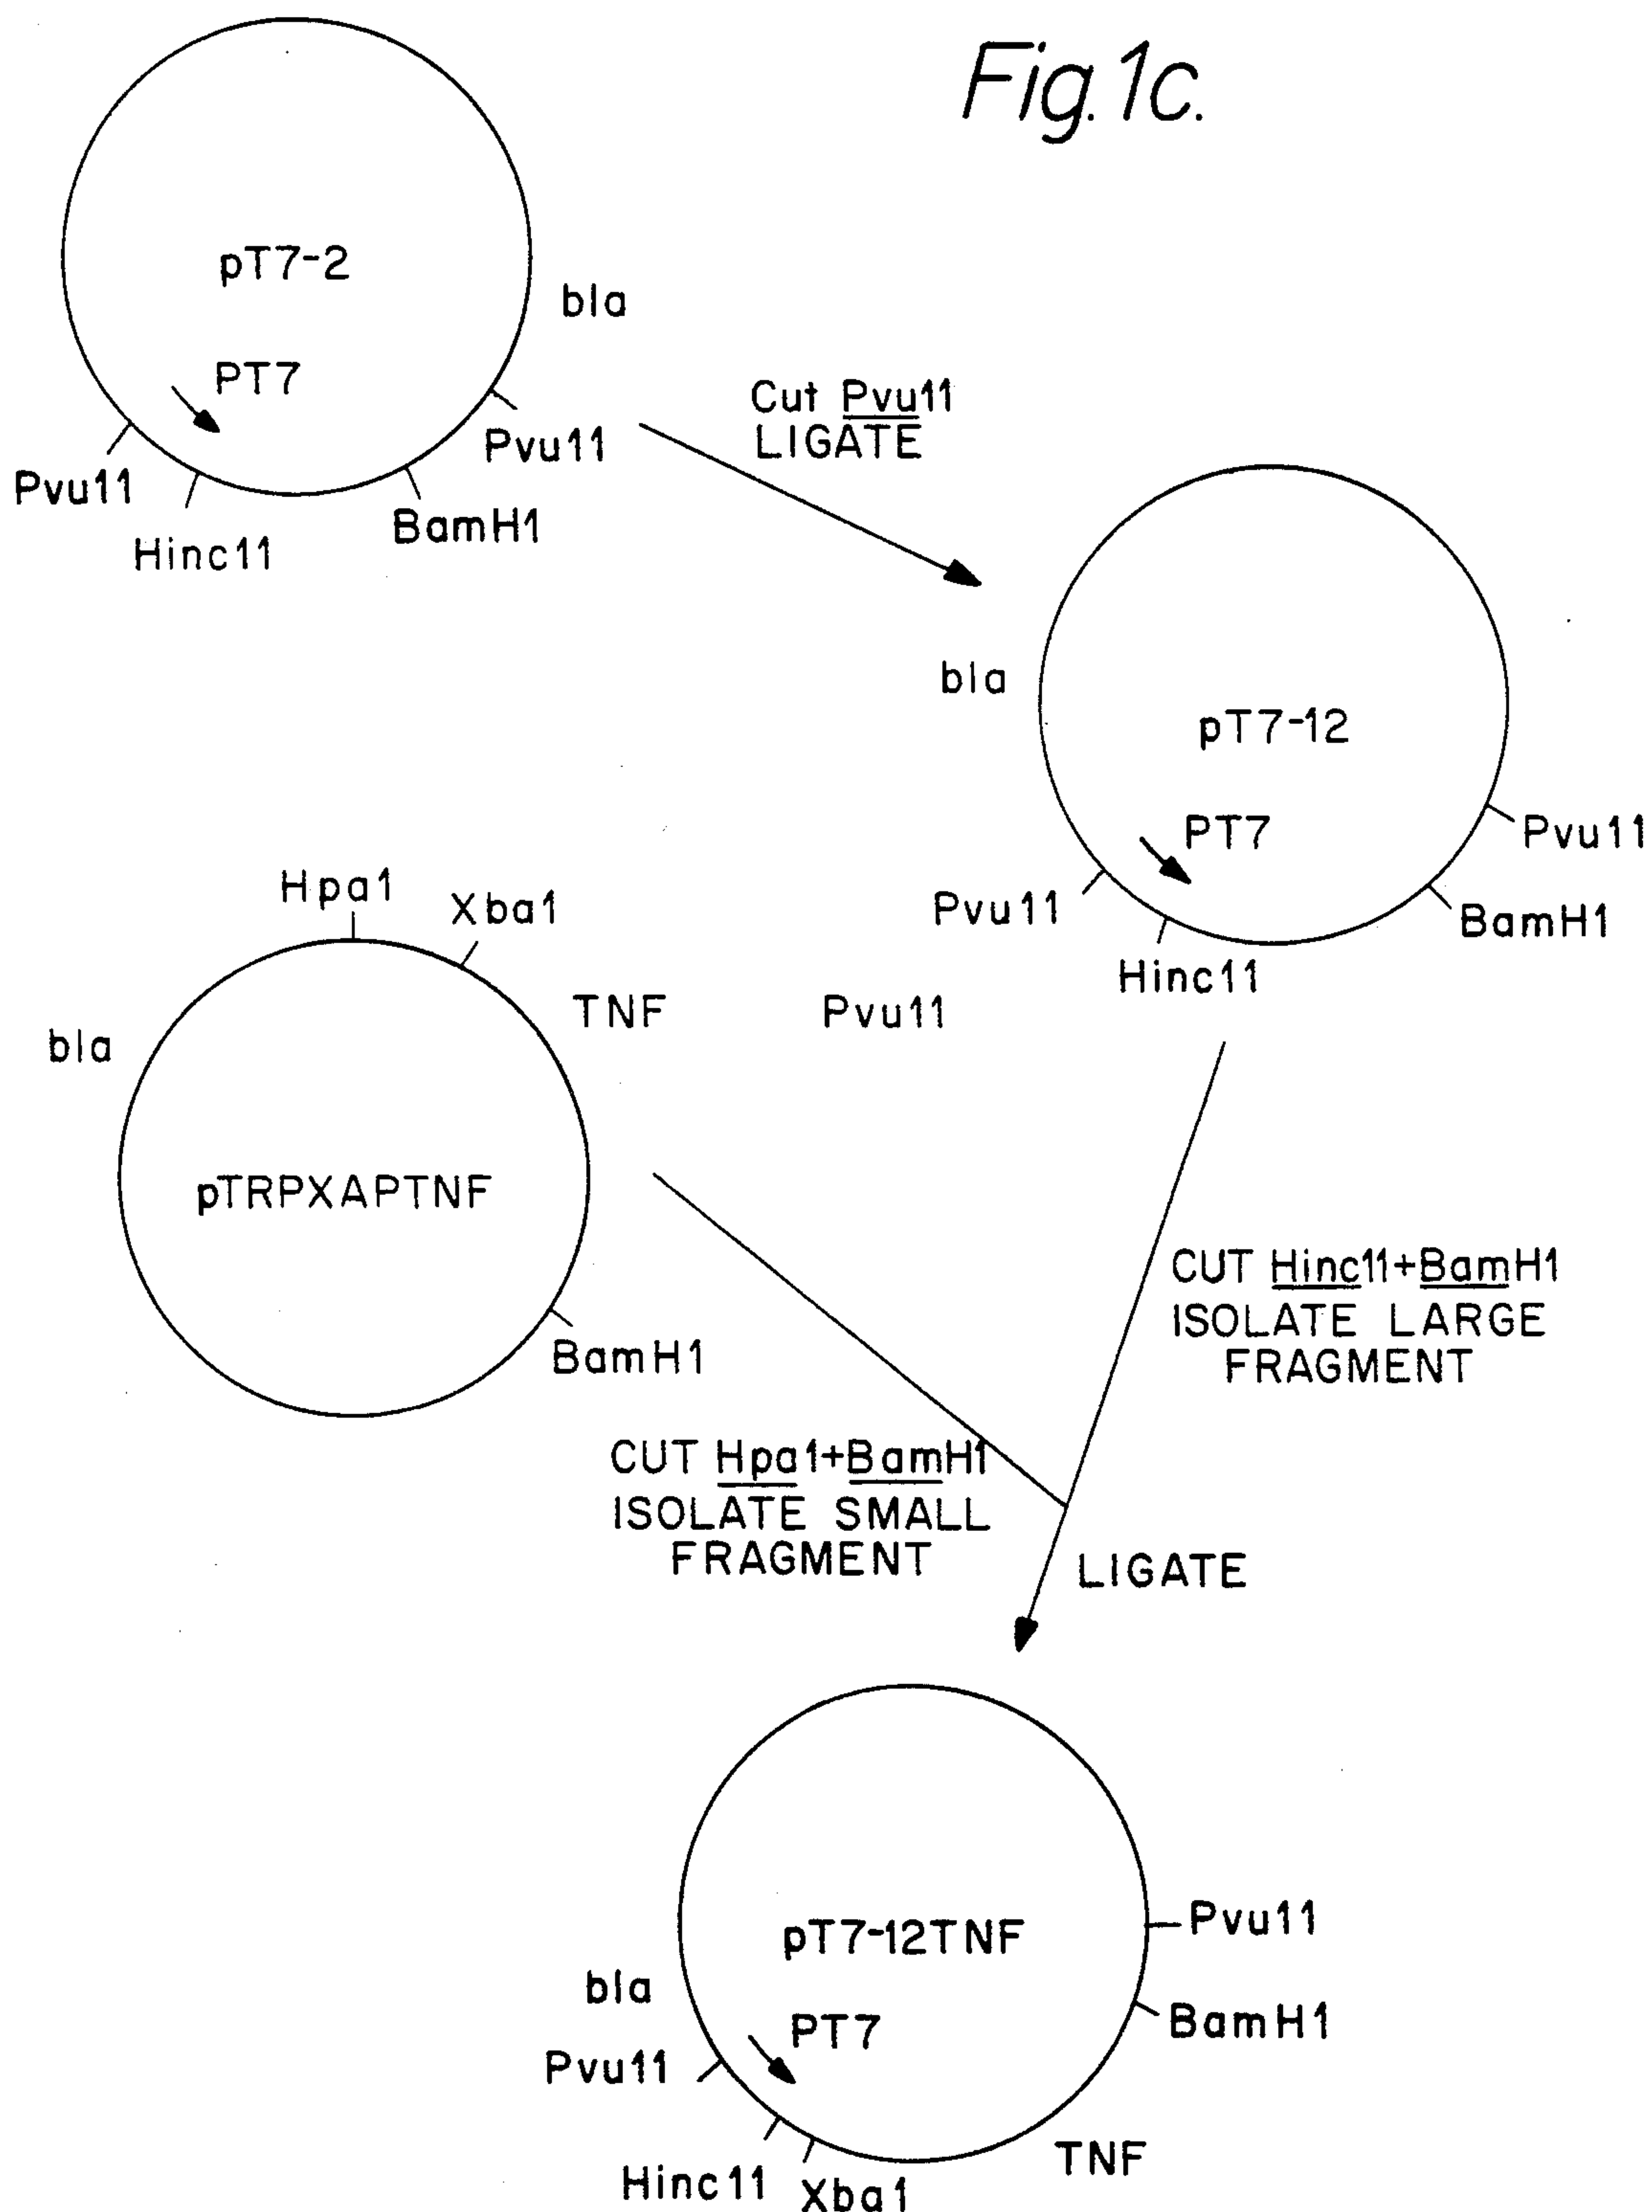 Fig. 1c.
pT7-2
bla
PT7
Pvu11
Pvu11
Hinc11
BamH1
Cut Pvu11
LIGATE
bla
pT7-12
PT7
Pvu11
Pvu11
BamH1
Hinc11
Hpa1
Xba1
TNF
Pvu11
bla
pTRPXAPTNF
BamH1
CUT Hinc11+BamH1
ISOLATE LARGE
FRAGMENT
CUT Hpa1+BamH1
ISOLATE SMALL
FRAGMENT
LIGATE
pT7-12TNF
Pvu11
bla
PT7
BamH1
Pvu11
Hinc11
Xba1
TNF